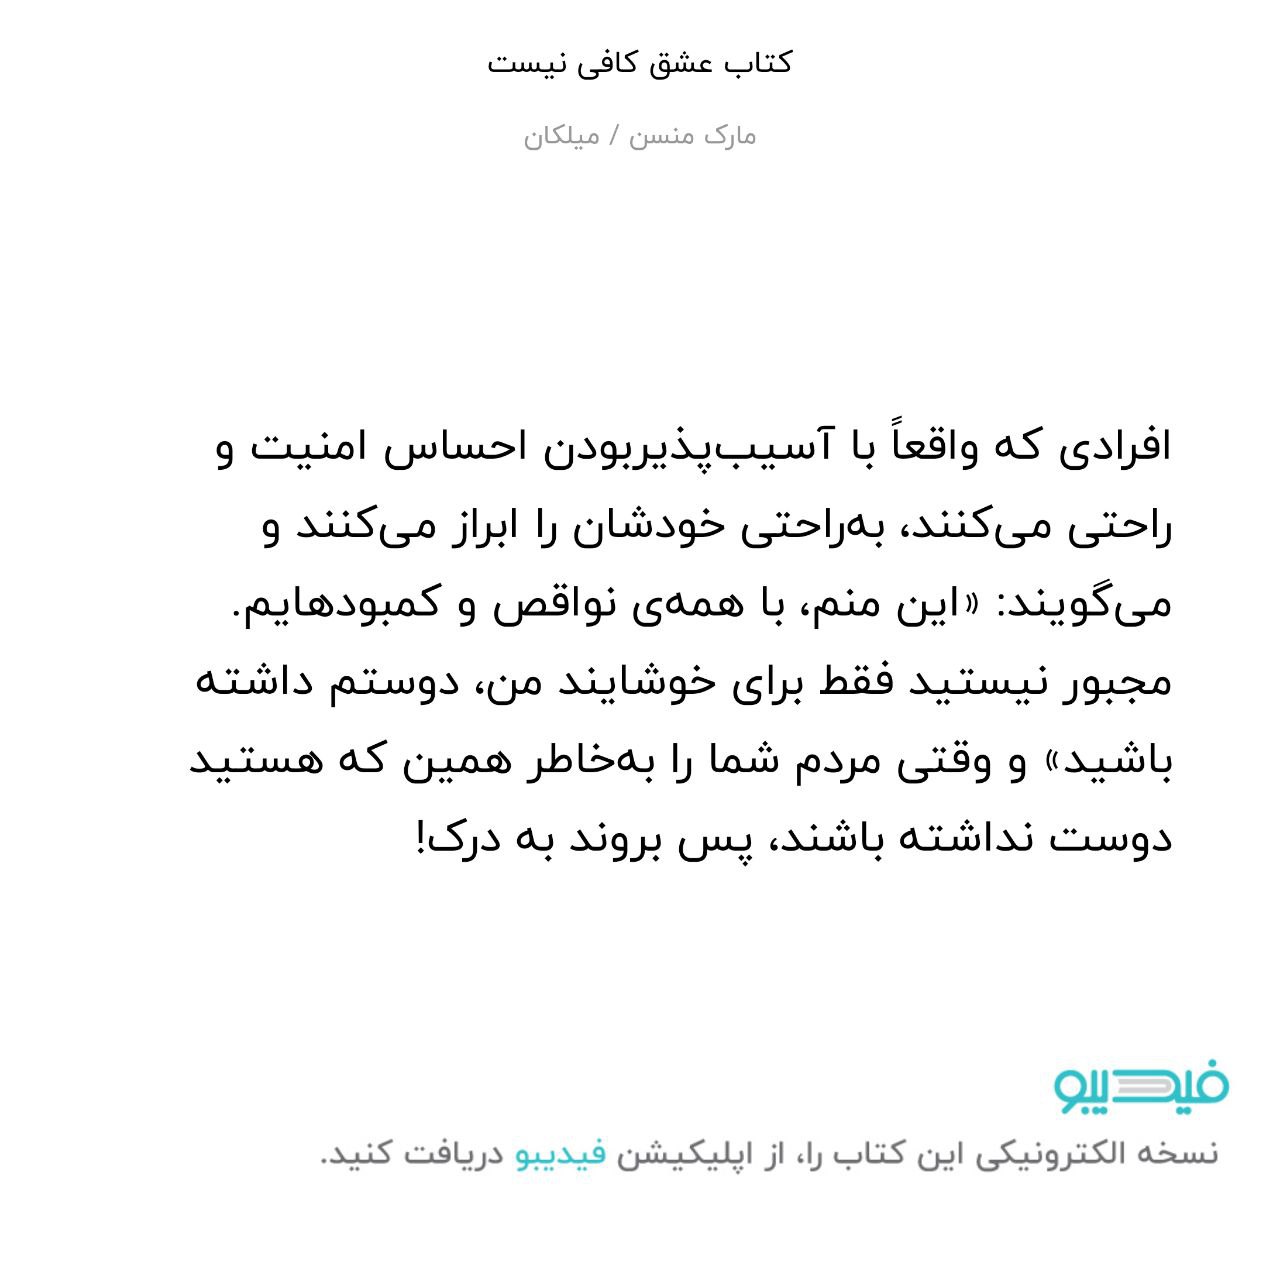 کتاب عشق کافی نیست
مارک منسن / میلکان
افرادی که واقعاً با آسیب‌پذیربودن احساس امنیت و
راحتی می‌کنند، به‌راحتی خودشان را ابراز می‌کنند و
می‌گویند: «این منم، با همه‌ی نواقص و کمبودهایم.
مجبور نیستید فقط برای خوشایند من، دوستم داشته
باشید» و وقتی مردم شما را به‌خاطر همین که هستید
دوست نداشته باشند، پس بروند به درک!
فیدیبو
نسخه الکترونیکی این کتاب را، از اپلیکیشن فیدیبو دریافت کنید.